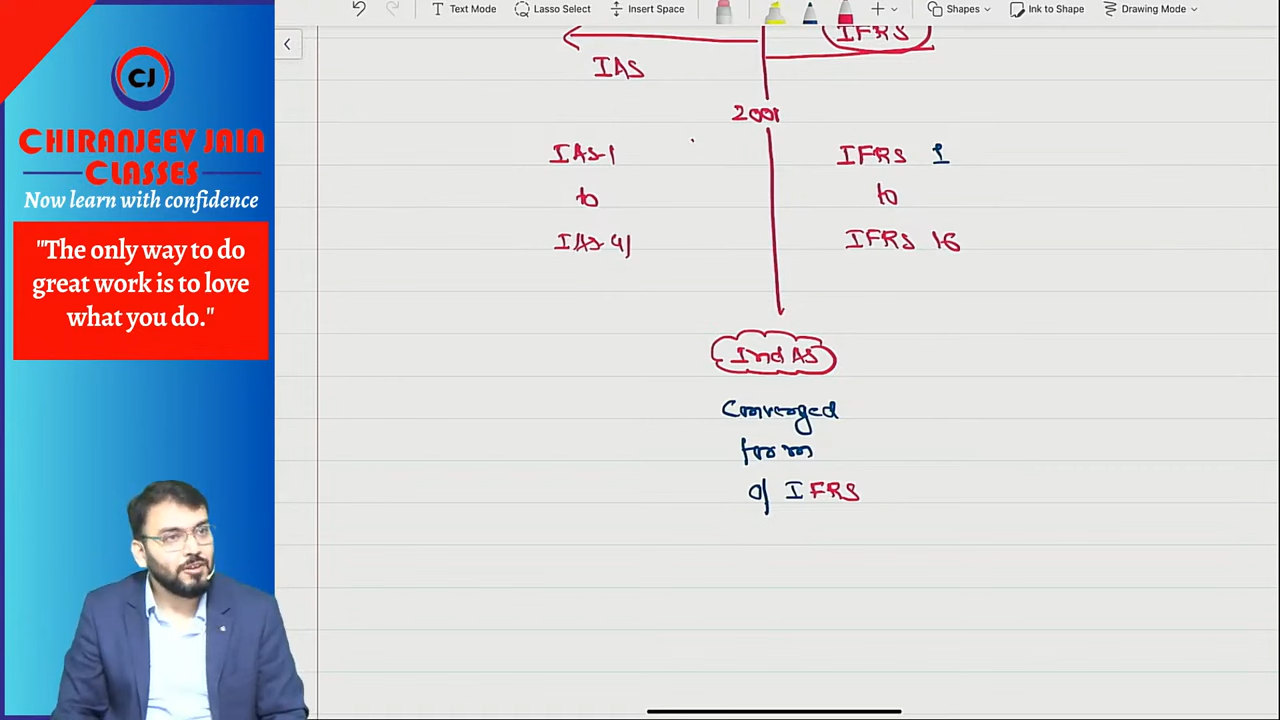 Text Mode
Lasso Select
Insert Space
Shapes
Ink to Shape
Drawing Mode
CJ
CHIRANJEEV JAIN
CLASSES
Now learn with confidence
"The only way to do
great work is to love
what you do."
IFRS
IAS
2001
IAS-1
IFRS 1
to
to
IAS-41
IFRS 16
Ind AS
Converged
form
of IFRS